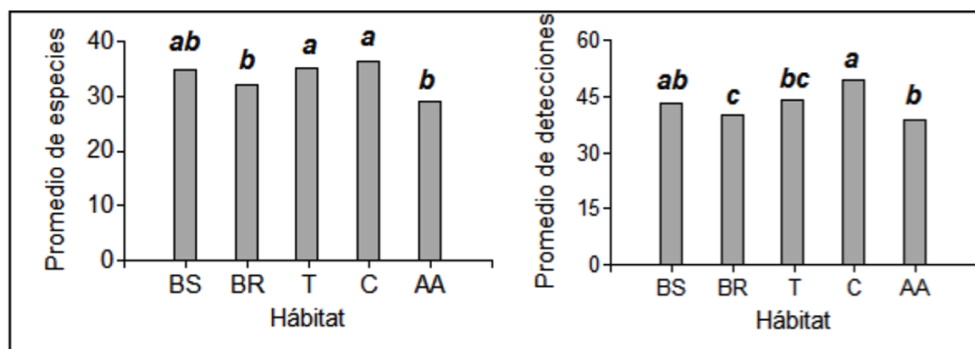 Promedio de especies
40
30
20
10
0
ab
b
a
a
b
BS BR T C AA
Hábitat
Promedio de detecciones
60
45
30
15
0
ab
c
bc
a
b
BS BR T C AA
Hábitat